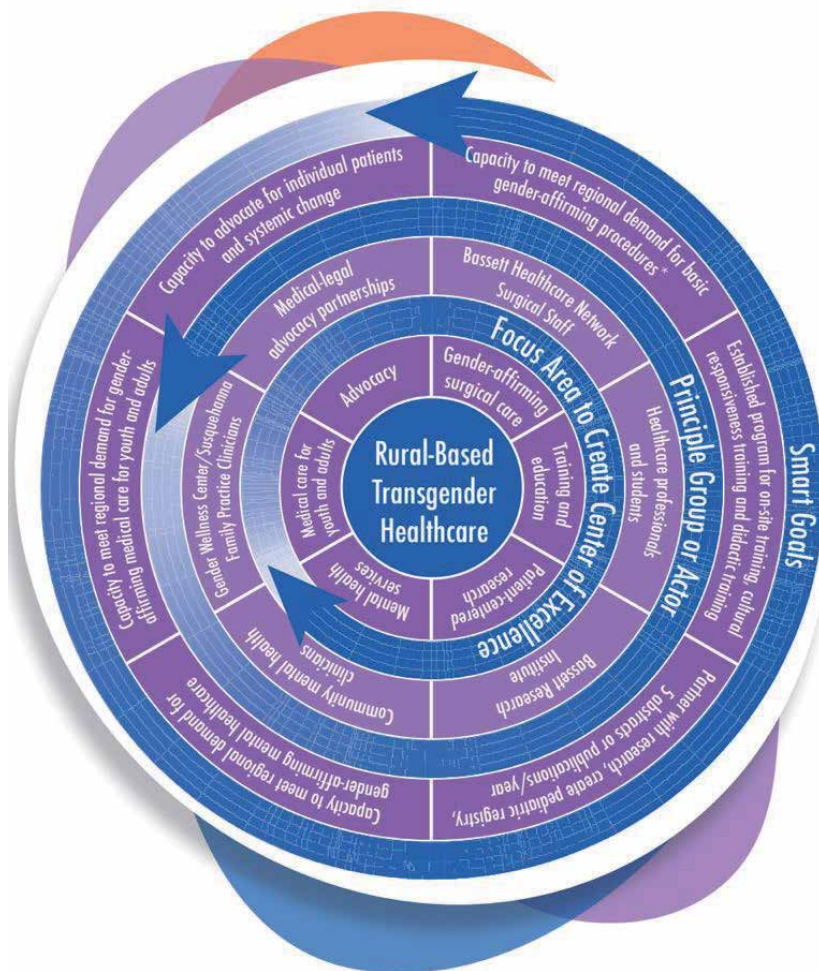 Rural-Based
Transgender
Healthcare
Focus Area to Create Center of Excellence
Gender-affirming
surgical care
Training and
education
Patient-centered
research
Mental health
services
Medical care for
youth and adults
Advocacy
Principle Group or Actor
Bassett Healthcare Network
Surgical Staff
Healthcare professionals
and students
Bassett Research
Institute
Community mental health
clinicians
Gender Wellness Center/Susquehanna
Family Practice Clinicians
Medical-legal
advocacy partnerships
Smart Goals
Capacity to meet regional demand for basic
gender-affirming procedures *
Established program for on-site training, cultural
responsiveness training and didactic training
Partner with research, create pediatric registry,
5 abstracts or publications/year
Capacity to meet regional demand for
gender-affirming mental healthcare
Capacity to meet regional demand for gender-
affirming medical care for youth and adults
Capacity to advocate for individual patients
and systemic change